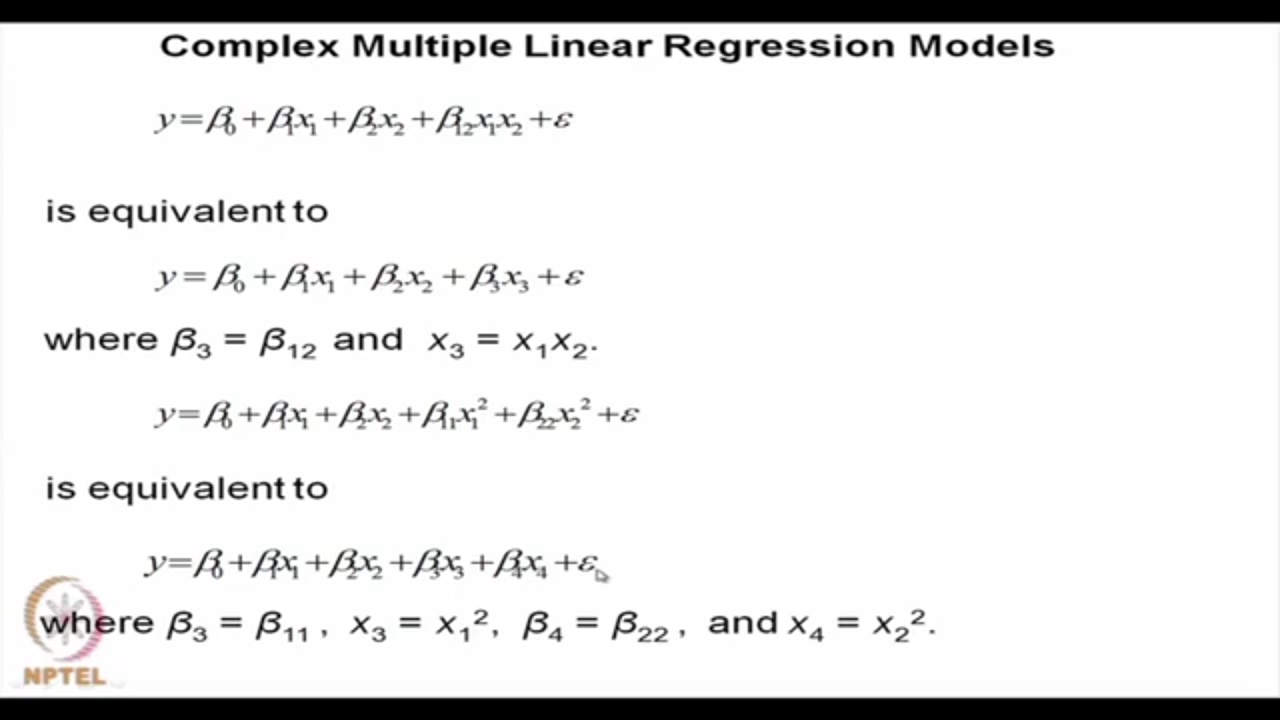 Complex Multiple Linear Regression Models
y = β₀ + β₁x₁ + β₂x₂ + β₁₂x₁x₂ + ε
is equivalent to
y = β₀ + β₁x₁ + β₂x₂ + β₃x₃ + ε
where β₃ = β₁₂ and x₃ = x₁x₂.
y = β₀ + β₁x₁ + β₂x₂ + β₁₁x₁² + β₂₂x₂² + ε
is equivalent to
y = β₀ + β₁x₁ + β₂x₂ + β₃x₃ + β₄x₄ + ε
where β₃ = β₁₁, x₃ = x₁², β₄ = β₂₂, and x₄ = x₂².
NPTEL